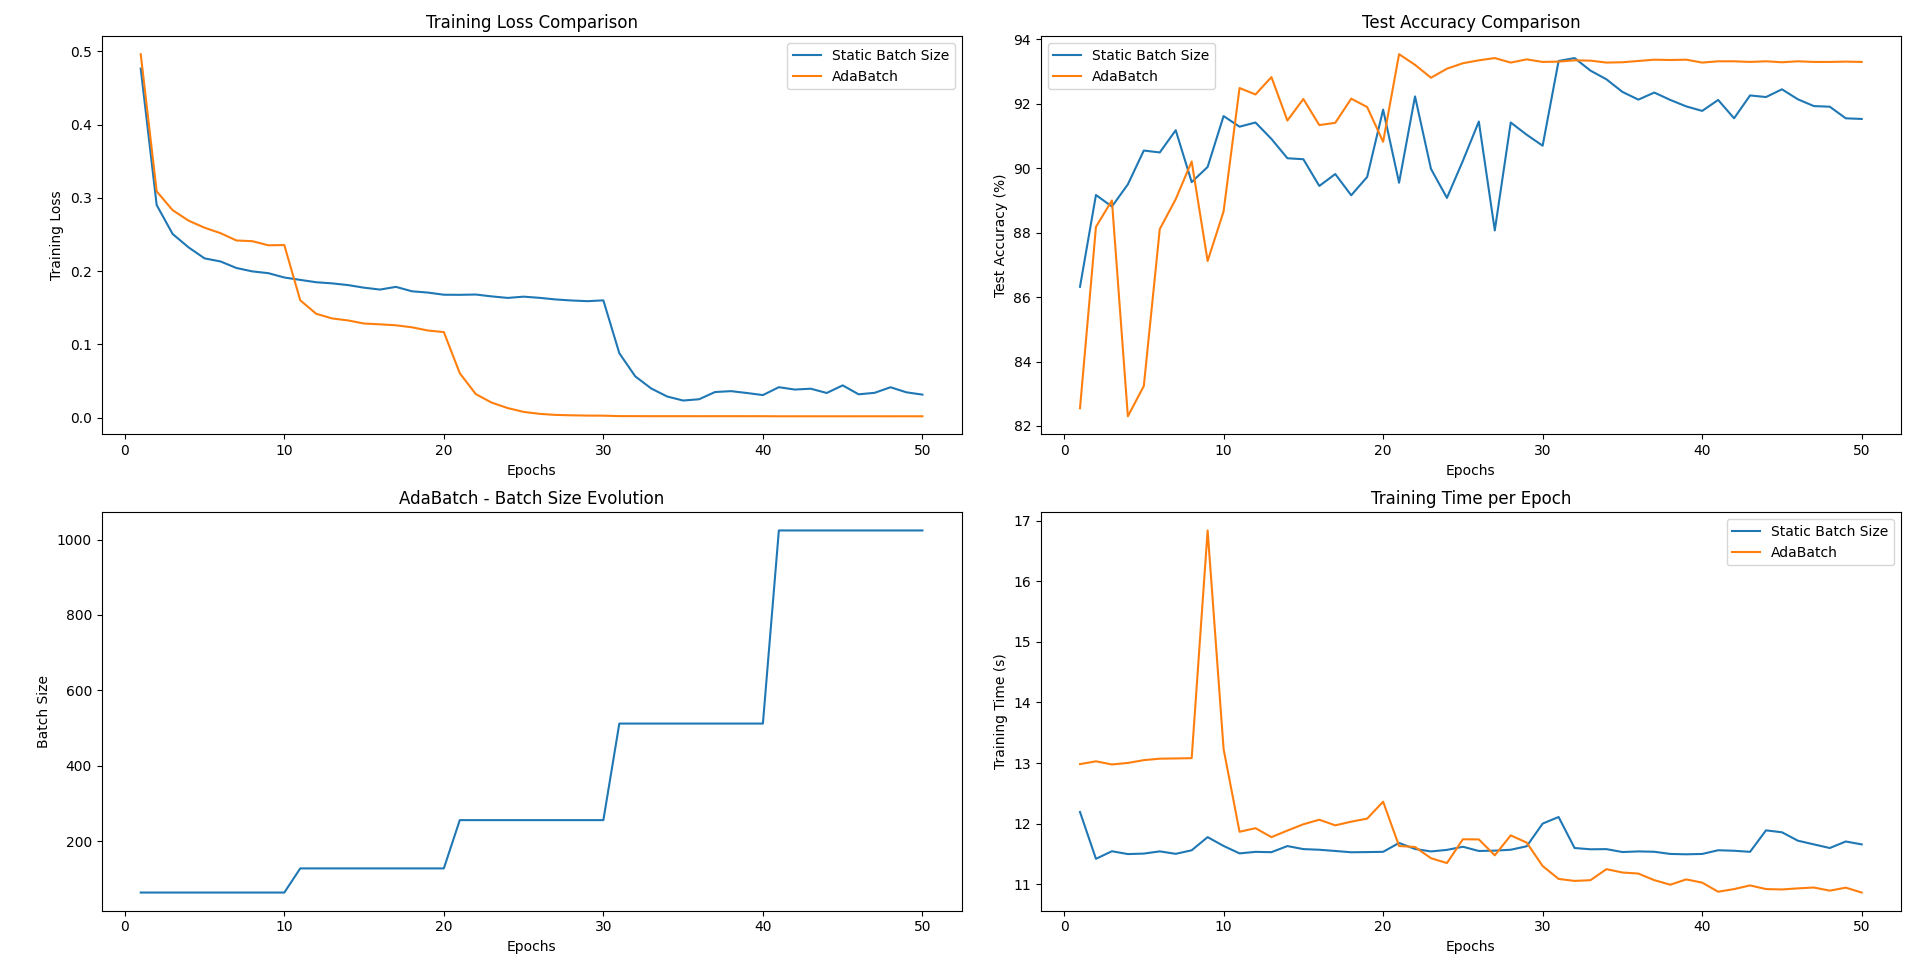 Training Loss Comparison
0.5
0.4
0.3
0.2
0.1
0.0
Training Loss
Static Batch Size
AdaBatch
0 10 20 30 40 50
Epochs
Test Accuracy Comparison
94
92
90
88
86
84
82
Test Accuracy (%)
Static Batch Size
AdaBatch
0 10 20 30 40 50
Epochs
AdaBatch - Batch Size Evolution
1000
800
600
400
200
Batch Size
0 10 20 30 40 50
Epochs
Training Time per Epoch
17
16
15
14
13
12
11
Training Time (s)
Static Batch Size
AdaBatch
0 10 20 30 40 50
Epochs